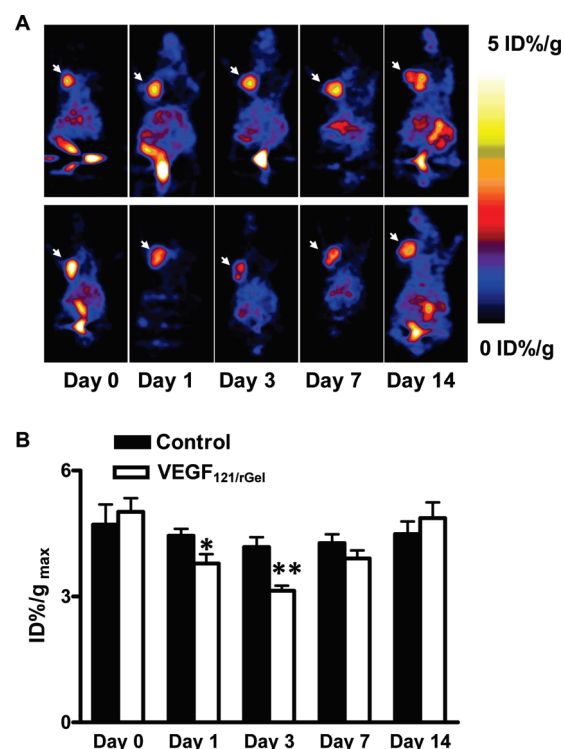 A
5 ID%/g
0 ID%/g
Day 0 Day 1 Day 3 Day 7 Day 14
B
Control
VEGF121/rGel
6
3
0
ID%/g max
*
**
Day 0 Day 1 Day 3 Day 7 Day 14